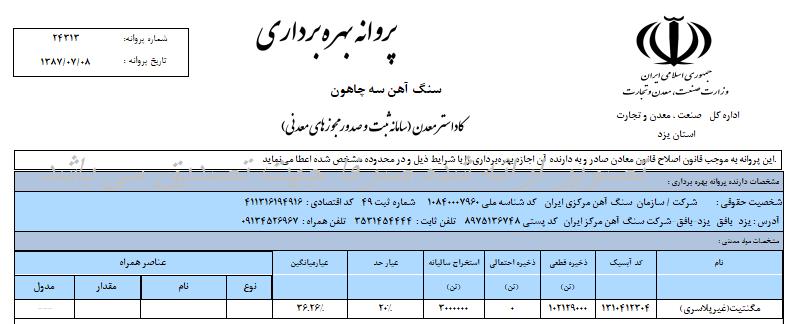 شماره پروانه: ۲۴۳۱۳
تاریخ پروانه : ۱۳۸۷/۰۷/۰۸
پروانه بهره برداری
سنگ آهن سه چاهون
کاداستر معدن (سامانه ثبت و صدور مجوزهای معدنی)
جمهوری اسلامی ایران
وزارت صنعت، معدن و تجارت
اداره کل صنعت ، معدن و تجارت
استان یزد
این پروانه به موجب قانون اصلاح قانون معادن صادر و به دارنده آن اجازه بهره‌برداری را با شرایط ذیل و در محدوده مشخص شده اعطا می‌نماید.
مشخصات دارنده پروانه بهره برداری :
شخصیت حقوقی : شرکت / سازمان سنگ آهن مرکزی ایران کد شناسه ملی ۱۰۸۴۰۰۰۷۹۶۰ شماره ثبت ۴۹ کد اقتصادی : ۴۱۱۳۱۶۱۹۴۹۱۶
آدرس : یزد بافق یزد-بافق-شرکت سنگ آهن مرکز ایران کد پستی ۸۹۷۵۱۳۶۷۴۸ تلفن ثابت : ۳۵۳۱۴۵۴۴۴۴ تلفن همراه : ۰۹۱۳۴۵۲۶۹۶۷
مشخصات مواد معدنی :
نام کد آیسیک ذخیره قطعی (تن) ذخیره احتمالی (تن) استخراج سالیانه (تن) عیار حد عیارمیانگین عناصر همراه
نوع نام مقدار مدول
مگنتیت(غیرپلاسری) ۱۳۱۰۴۱۲۳۰۴ ۱۰۲۱۲۹۰۰۰ ۰ ۳۰۰۰۰۰۰ ۲۰% ۳۶.۲۶% ----